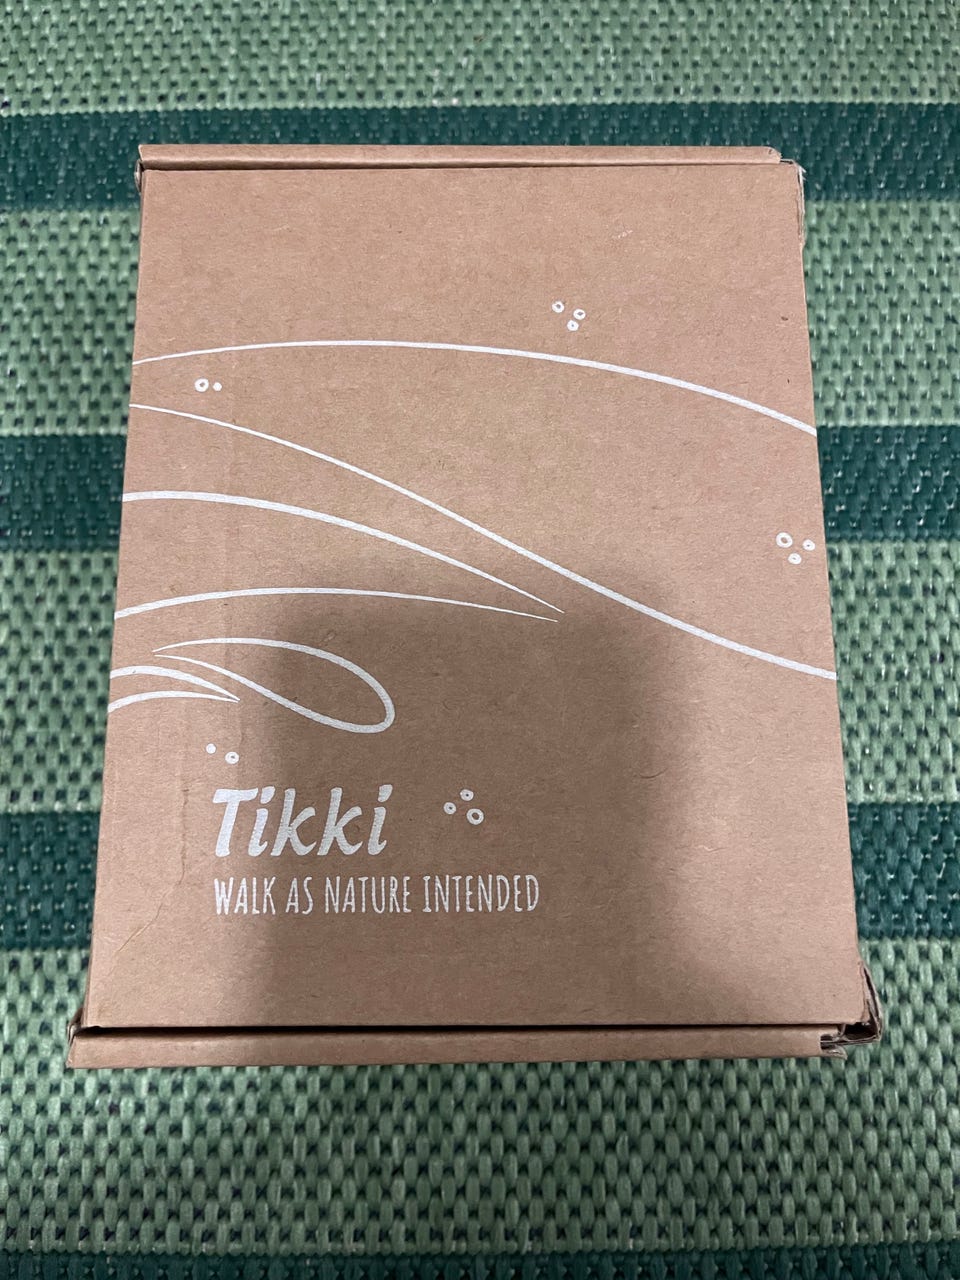 Tikki
WALK AS NATURE INTENDED